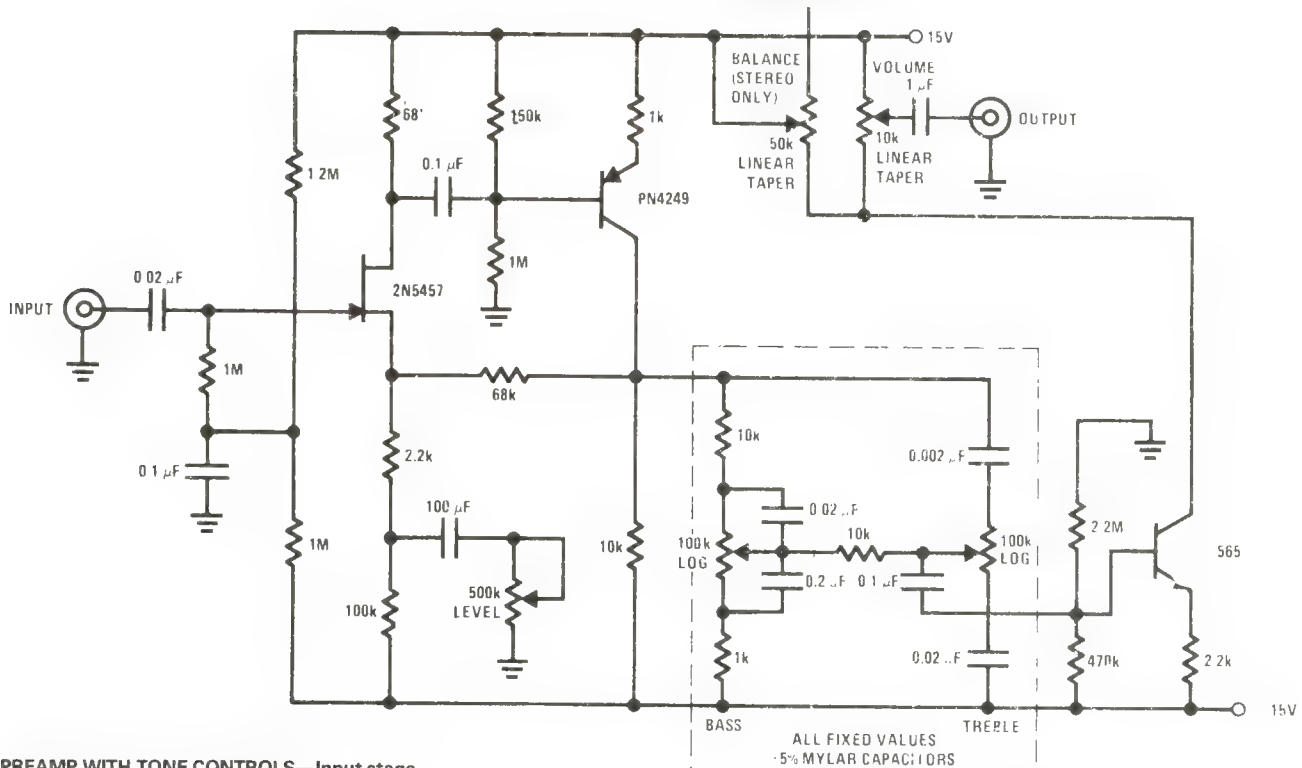 15V
BALANCE
(STEREO
ONLY)
VOLUME
1 µF
OUTPUT
68'
150k
1k
50k
LINEAR
TAPER
10k
LINEAR
TAPER
1.2M
0.1 µF
PN4249
1M
0 02 µF
2N5457
INPUT
1M
68k
10k
0.002 µF
2.2k
0 1 µF
100 µF
0 02 µF
10k
2 2M
565
1M
10k
100k
LOG
100k
LOG
0.2 µF
0 1 µF
500k
LEVEL
100k
1k
0.02 µF
470k
2 2k
15V
BASS
TREBLE
ALL FIXED VALUES
5% MYLAR CAPACITORS
PREAMP WITH TONE CONTROLS—Input stage